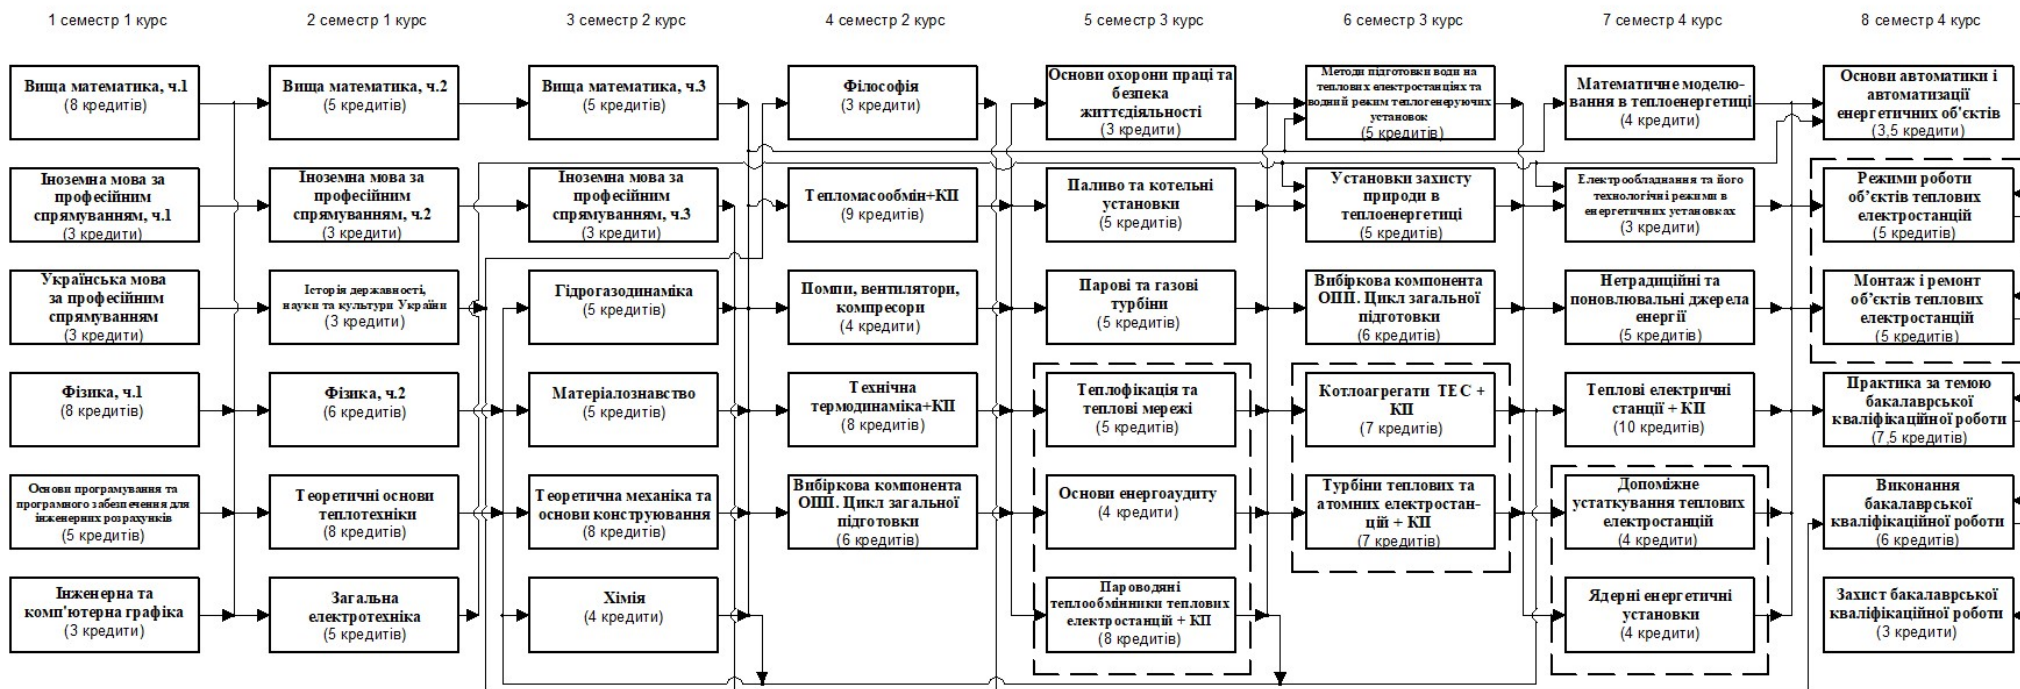 1 семестр 1 курс
2 семестр 1 курс
3 семестр 2 курс
4 семестр 2 курс
5 семестр 3 курс
6 семестр 3 курс
7 семестр 4 курс
8 семестр 4 курс
Вища математика, ч.1
(8 кредитів)
Вища математика, ч.2
(5 кредитів)
Вища математика, ч.3
(5 кредитів)
Філософія
(3 кредити)
Основи охорони праці та
безпека
життєдіяльності
(3 кредити)
Методи підготовки води на
теплових електростанціях та
водний режим теплогенеруючих
установок
(5 кредитів)
Математичне моделю-
вання в теплоенергетиці
(4 кредити)
Основи автоматики і
автоматизації
енергетичних об'єктів
(3,5 кредити)
Іноземна мова за
професійним
спрямуванням, ч.1
(3 кредити)
Іноземна мова за
професійним
спрямуванням, ч.2
(3 кредити)
Іноземна мова за
професійним
спрямуванням, ч.3
(3 кредити)
Тепломасообмін+КП
(9 кредитів)
Паливо та котельні
установки
(5 кредитів)
Установки захисту
природи в
теплоенергетиці
(5 кредитів)
Електрообладнання та його
технологічні режими в
енергетичних установках
(3 кредити)
Режими роботи
об’єктів теплових
електростанцій
(5 кредитів)
Українська мова
за професійним
спрямуванням
(3 кредити)
Історія державності,
науки та культури України
(3 кредити)
Гідрогазодинаміка
(5 кредитів)
Помпи, вентилятори,
компресори
(4 кредити)
Парові та газові
турбіни
(5 кредитів)
Вибіркова компонента
ОПП. Цикл загальної
підготовки
(6 кредитів)
Нетрадиційні та
поновлювальні джерела
енергії
(5 кредитів)
Монтаж і ремонт
об’єктів теплових
електростанцій
(5 кредитів)
Фізика, ч.1
(8 кредитів)
Фізика, ч.2
(6 кредитів)
Матеріалознавство
(5 кредитів)
Технічна
термодинаміка+КП
(8 кредитів)
Теплофікація та
теплові мережі
(5 кредитів)
Котлоагрегати ТЕС +
КП
(7 кредитів)
Теплові електричні
станції + КП
(10 кредитів)
Практика за темою
бакалаврської
кваліфікаційної роботи
(7,5 кредитів)
Основи програмування та
програмного забезпечення для
інженерних розрахунків
(5 кредитів)
Теоретичні основи
теплотехніки
(8 кредитів)
Теоретична механіка та
основи конструювання
(8 кредитів)
Вибіркова компонента
ОПП. Цикл загальної
підготовки
(6 кредитів)
Основи енергоаудиту
(4 кредити)
Турбіни теплових та
атомних електростан-
цій + КП
(7 кредитів)
Допоміжне
устаткування теплових
електростанцій
(4 кредити)
Виконання
бакалаврської
кваліфікаційної роботи
(6 кредитів)
Інженерна та
комп'ютерна графіка
(3 кредити)
Загальна
електротехніка
(5 кредитів)
Хімія
(4 кредити)
Пароводяні
теплообмінники теплових
електростанцій + КП
(8 кредитів)
Ядерні енергетичні
установки
(4 кредити)
Захист бакалаврської
кваліфікаційної роботи
(3 кредити)